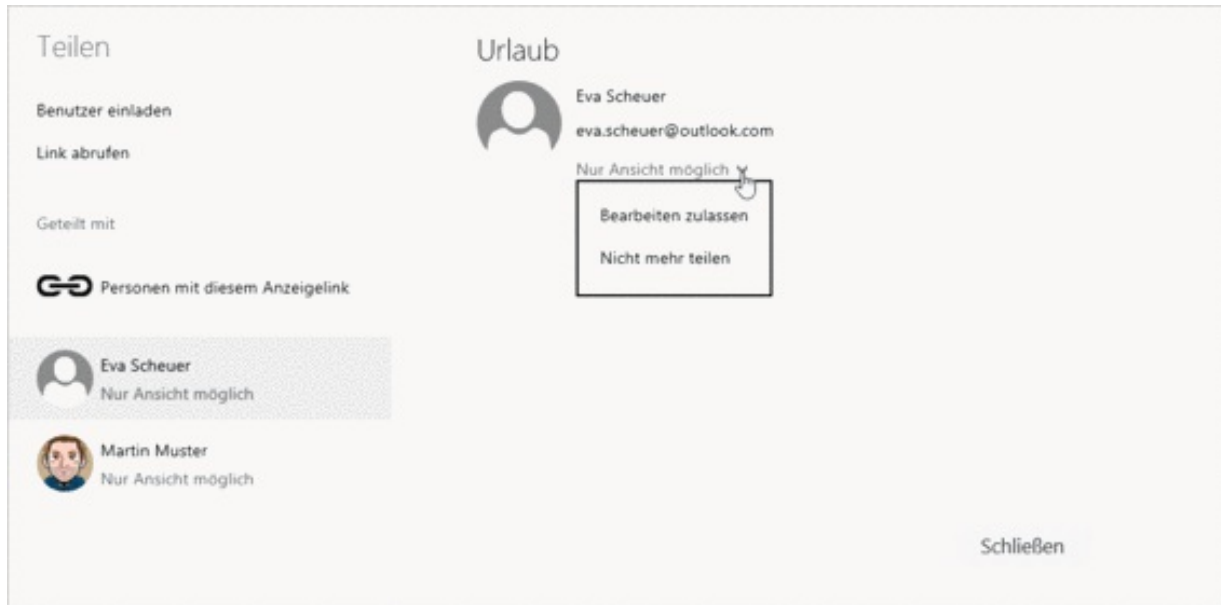 Teilen
Benutzer einladen
Link abrufen
Geteilt mit
Personen mit diesem Anzeigelink
Eva Scheuer
Nur Ansicht möglich
Martin Muster
Nur Ansicht möglich
Urlaub
Eva Scheuer
eva.scheuer@outlook.com
Nur Ansicht möglich
Bearbeiten zulassen
Nicht mehr teilen
Schließen